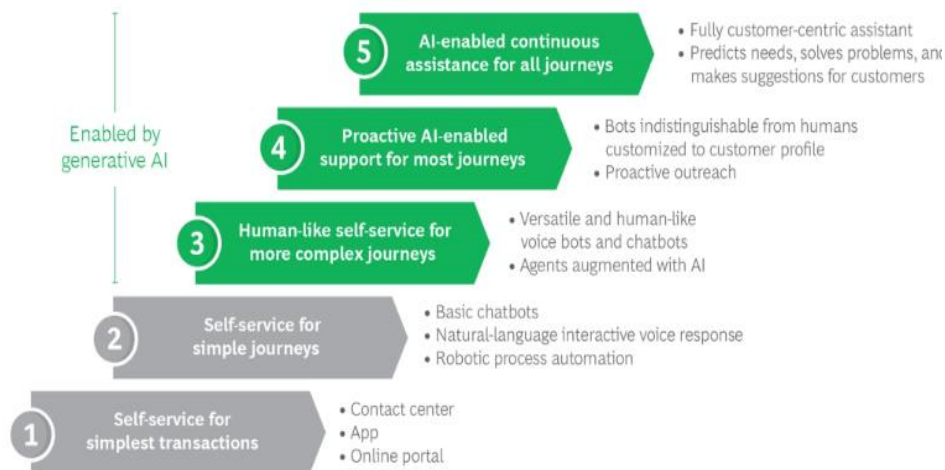 5
AI-enabled continuous
assistance for all journeys
• Fully customer-centric assistant
• Predicts needs, solves problems, and
makes suggestions for customers
Enabled by
generative AI
4
Proactive AI-enabled
support for most journeys
• Bots indistinguishable from humans
customized to customer profile
• Proactive outreach
3
Human-like self-service for
more complex journeys
• Versatile and human-like
voice bots and chatbots
• Agents augmented with AI
2
Self-service for
simple journeys
• Basic chatbots
• Natural-language interactive voice response
• Robotic process automation
1
Self-service for
simplest transactions
• Contact center
• App
• Online portal